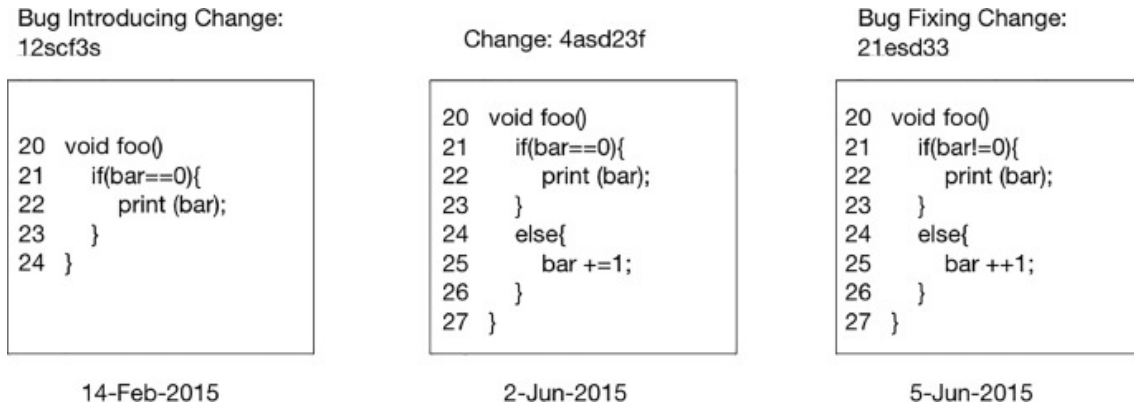 Bug Introducing Change:
12scf3s
20 void foo()
21 if(bar==0){
22 print (bar);
23 }
24 }
14-Feb-2015
Change: 4asd23f
20 void foo()
21 if(bar==0){
22 print (bar);
23 }
24 else{
25 bar +=1;
26 }
27 }
2-Jun-2015
Bug Fixing Change:
21esd33
20 void foo()
21 if(bar!=0){
22 print (bar);
23 }
24 else{
25 bar ++1;
26 }
27 }
5-Jun-2015